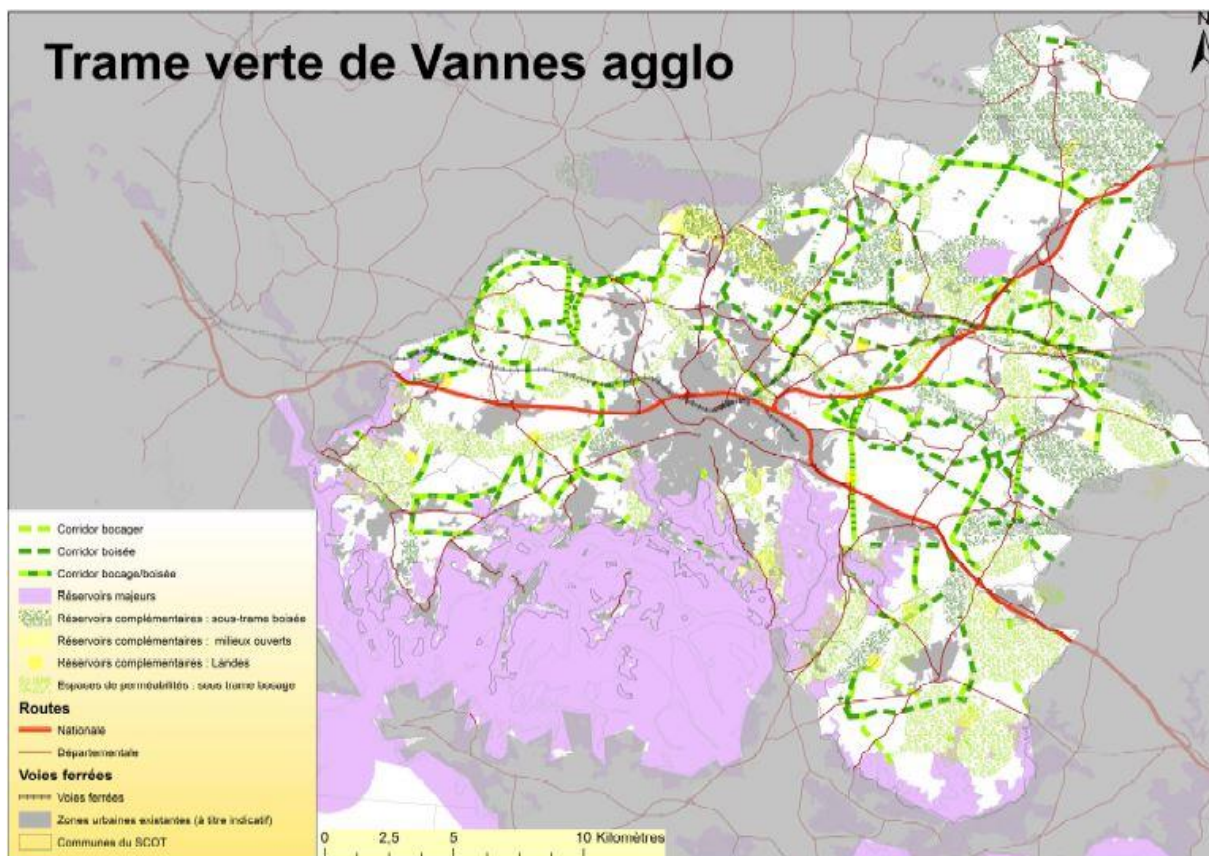 Trame verte de Vannes agglo
N
Corridor bocager
Corridor boisée
Corridor bocage/boisée
Réservoirs majeurs
Réservoirs complémentaires : sous-trame boisée
Réservoirs complémentaires : milieux ouverts
Réservoirs complémentaires : Landes
Espaces de perméabilités : sous trame bocage
Routes
Nationale
Départementale
Voies ferrées
Voies ferrées
Zones urbaines existantes (à titre indicatif)
Communes du SCOT
0 2,5 5 10 Kilomètres